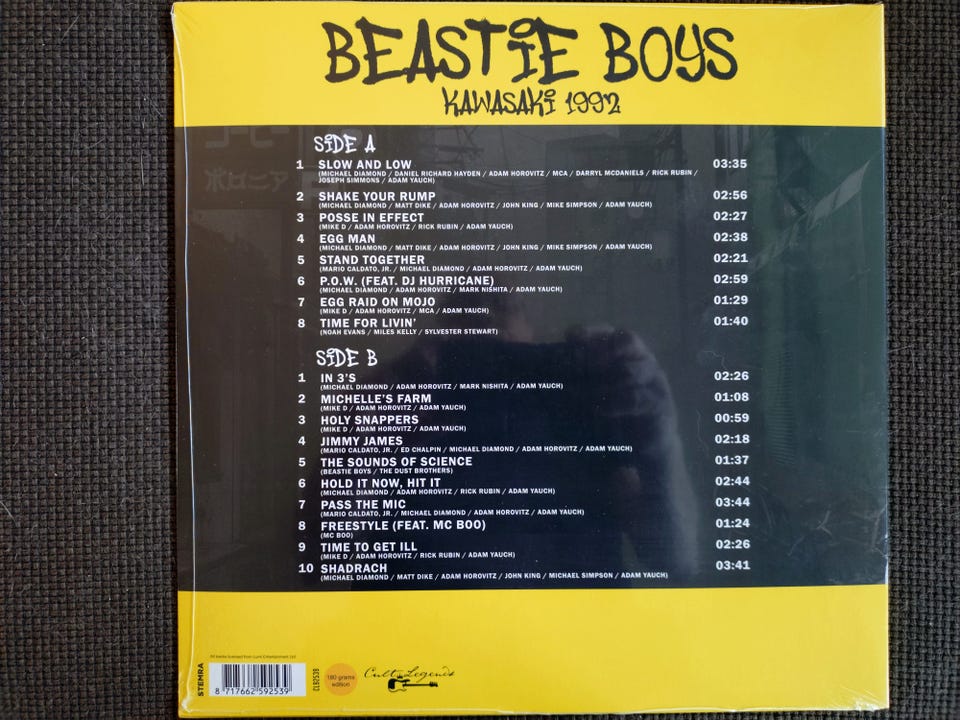 BEASTIE BOYS
KAWASAKI 1992
SIDE A
1 SLOW AND LOW 03:35
(MICHAEL DIAMOND / DANIEL RICHARD HAYDEN / ADAM HOROVITZ / MCA / DARRYL MCDANIELS / RICK RUBIN /
JOSEPH SIMMONS / ADAM YAUCH)
2 SHAKE YOUR RUMP 02:56
(MICHAEL DIAMOND / MATT DIKE / ADAM HOROVITZ / JOHN KING / MIKE SIMPSON / ADAM YAUCH)
3 POSSE IN EFFECT 02:27
(MIKE D / ADAM HOROVITZ / RICK RUBIN / ADAM YAUCH)
4 EGG MAN 02:38
(MICHAEL DIAMOND / MATT DIKE / ADAM HOROVITZ / JOHN KING / MIKE SIMPSON / ADAM YAUCH)
5 STAND TOGETHER 02:21
(MARIO CALDATO, JR. / MICHAEL DIAMOND / ADAM HOROVITZ / ADAM YAUCH)
6 P.O.W. (FEAT. DJ HURRICANE) 02:59
(MICHAEL DIAMOND / ADAM HOROVITZ / MARK NISHITA / ADAM YAUCH)
7 EGG RAID ON MOJO 01:29
(MIKE D / ADAM HOROVITZ / MCA / ADAM YAUCH)
8 TIME FOR LIVIN' 01:40
(NOAH EVANS / MILES KELLY / SYLVESTER STEWART)
SIDE B
1 IN 3'S 02:26
(MICHAEL DIAMOND / ADAM HOROVITZ / MARK NISHITA / ADAM YAUCH)
2 MICHELLE'S FARM 01:08
(MIKE D / ADAM HOROVITZ / ADAM YAUCH)
3 HOLY SNAPPERS 00:59
(MIKE D / ADAM HOROVITZ / ADAM YAUCH)
4 JIMMY JAMES 02:18
(MARIO CALDATO, JR. / ED CHALPIN / MICHAEL DIAMOND / ADAM HOROVITZ / ADAM YAUCH)
5 THE SOUNDS OF SCIENCE 01:37
(BEASTIE BOYS / THE DUST BROTHERS)
6 HOLD IT NOW, HIT IT 02:44
(MICHAEL DIAMOND / ADAM HOROVITZ / RICK RUBIN / ADAM YAUCH)
7 PASS THE MIC 03:44
(MARIO CALDATO, JR. / MICHAEL DIAMOND / ADAM HOROVITZ / ADAM YAUCH)
8 FREESTYLE (FEAT. MC BOO) 01:24
(MC BOO)
9 TIME TO GET ILL 02:26
(MIKE D / ADAM HOROVITZ / RICK RUBIN / ADAM YAUCH)
10 SHADRACH 03:41
(MICHAEL DIAMOND / MATT DIKE / ADAM HOROVITZ / JOHN KING / MICHAEL SIMPSON / ADAM YAUCH)
All tracks licensed from Entertainment Ltd
STEMRA
8 717662 592539
CL92539
180 grams
edition
Cult Legends